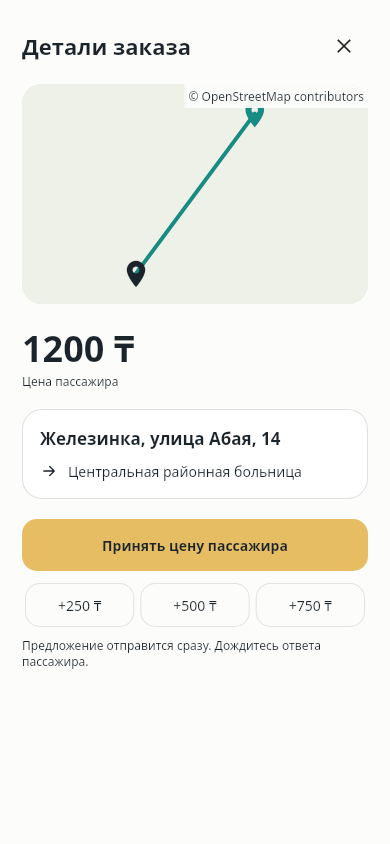 Детали заказа
© OpenStreetMap contributors
1200 ₸
Цена пассажира
Железинка, улица Абая, 14
→ Центральная районная больница
Принять цену пассажира
+250 ₸
+500 ₸
+750 ₸
Предложение отправится сразу. Дождитесь ответа
пассажира.